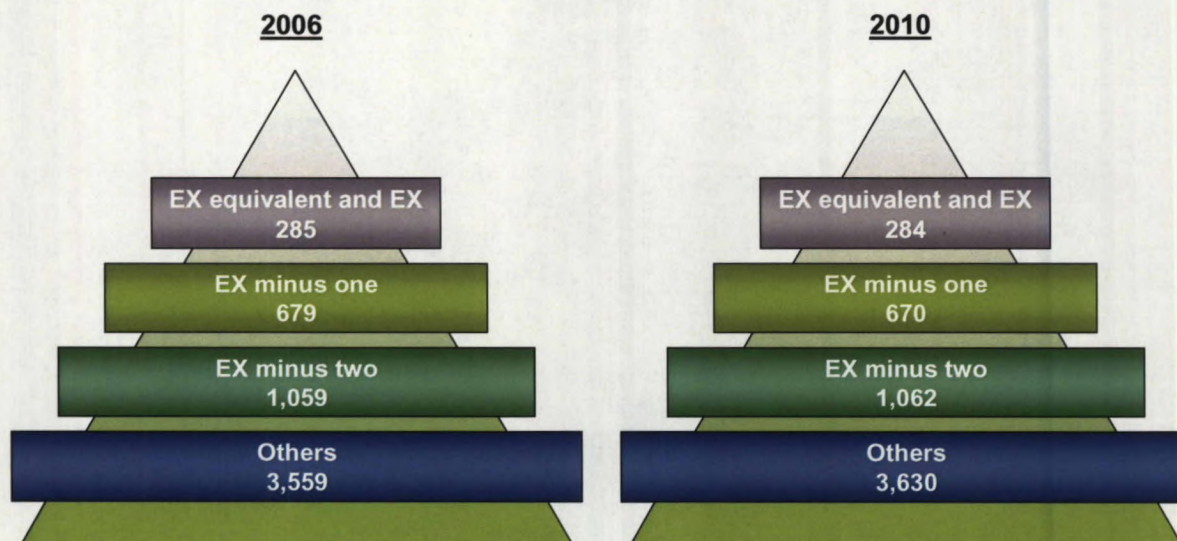 2006
EX equivalent and EX
285
EX minus one
679
EX minus two
1,059
Others
3,559
2010
EX equivalent and EX
284
EX minus one
670
EX minus two
1,062
Others
3,630